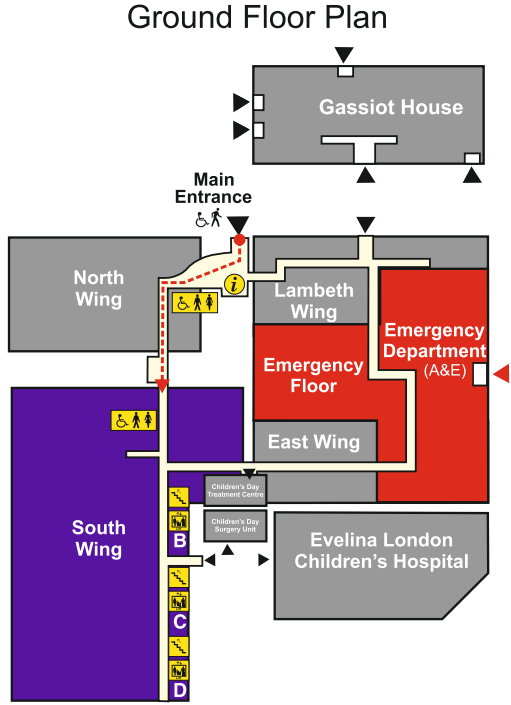 Ground Floor Plan
Gassiot House
Main
Entrance
North
Wing
i
Lambeth
Wing
Emergency
Department
(A&E)
Emergency
Floor
East Wing
Children's Day
Treatment Centre
Children's Day
Surgery Unit
South
Wing
B
Evelina London
Children's Hospital
C
D